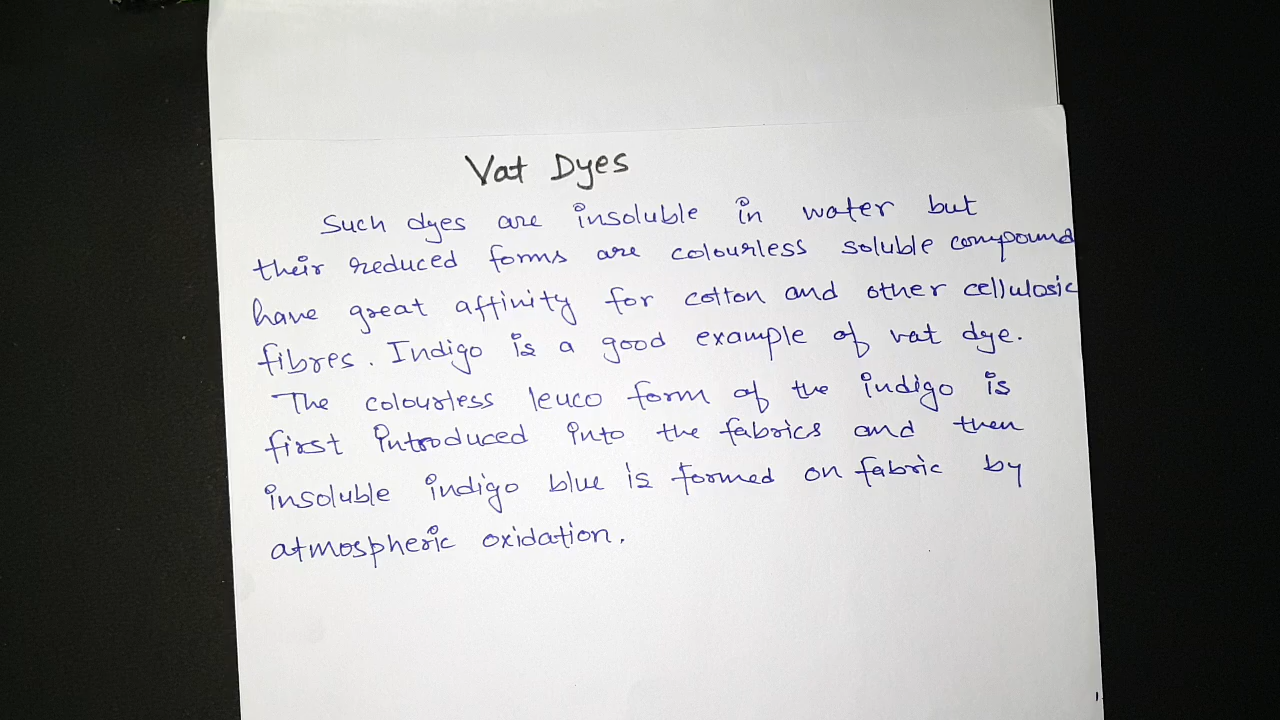 Vat Dyes
Such dyes are insoluble in water but
their reduced forms are colourless soluble compound
have great affinity for cotton and other cellulosic
fibres. Indigo is a good example of vat dye.
The colourless leuco form of the indigo is
first introduced into the fabrics and then
insoluble indigo blue is formed on fabric by
atmospheric oxidation.